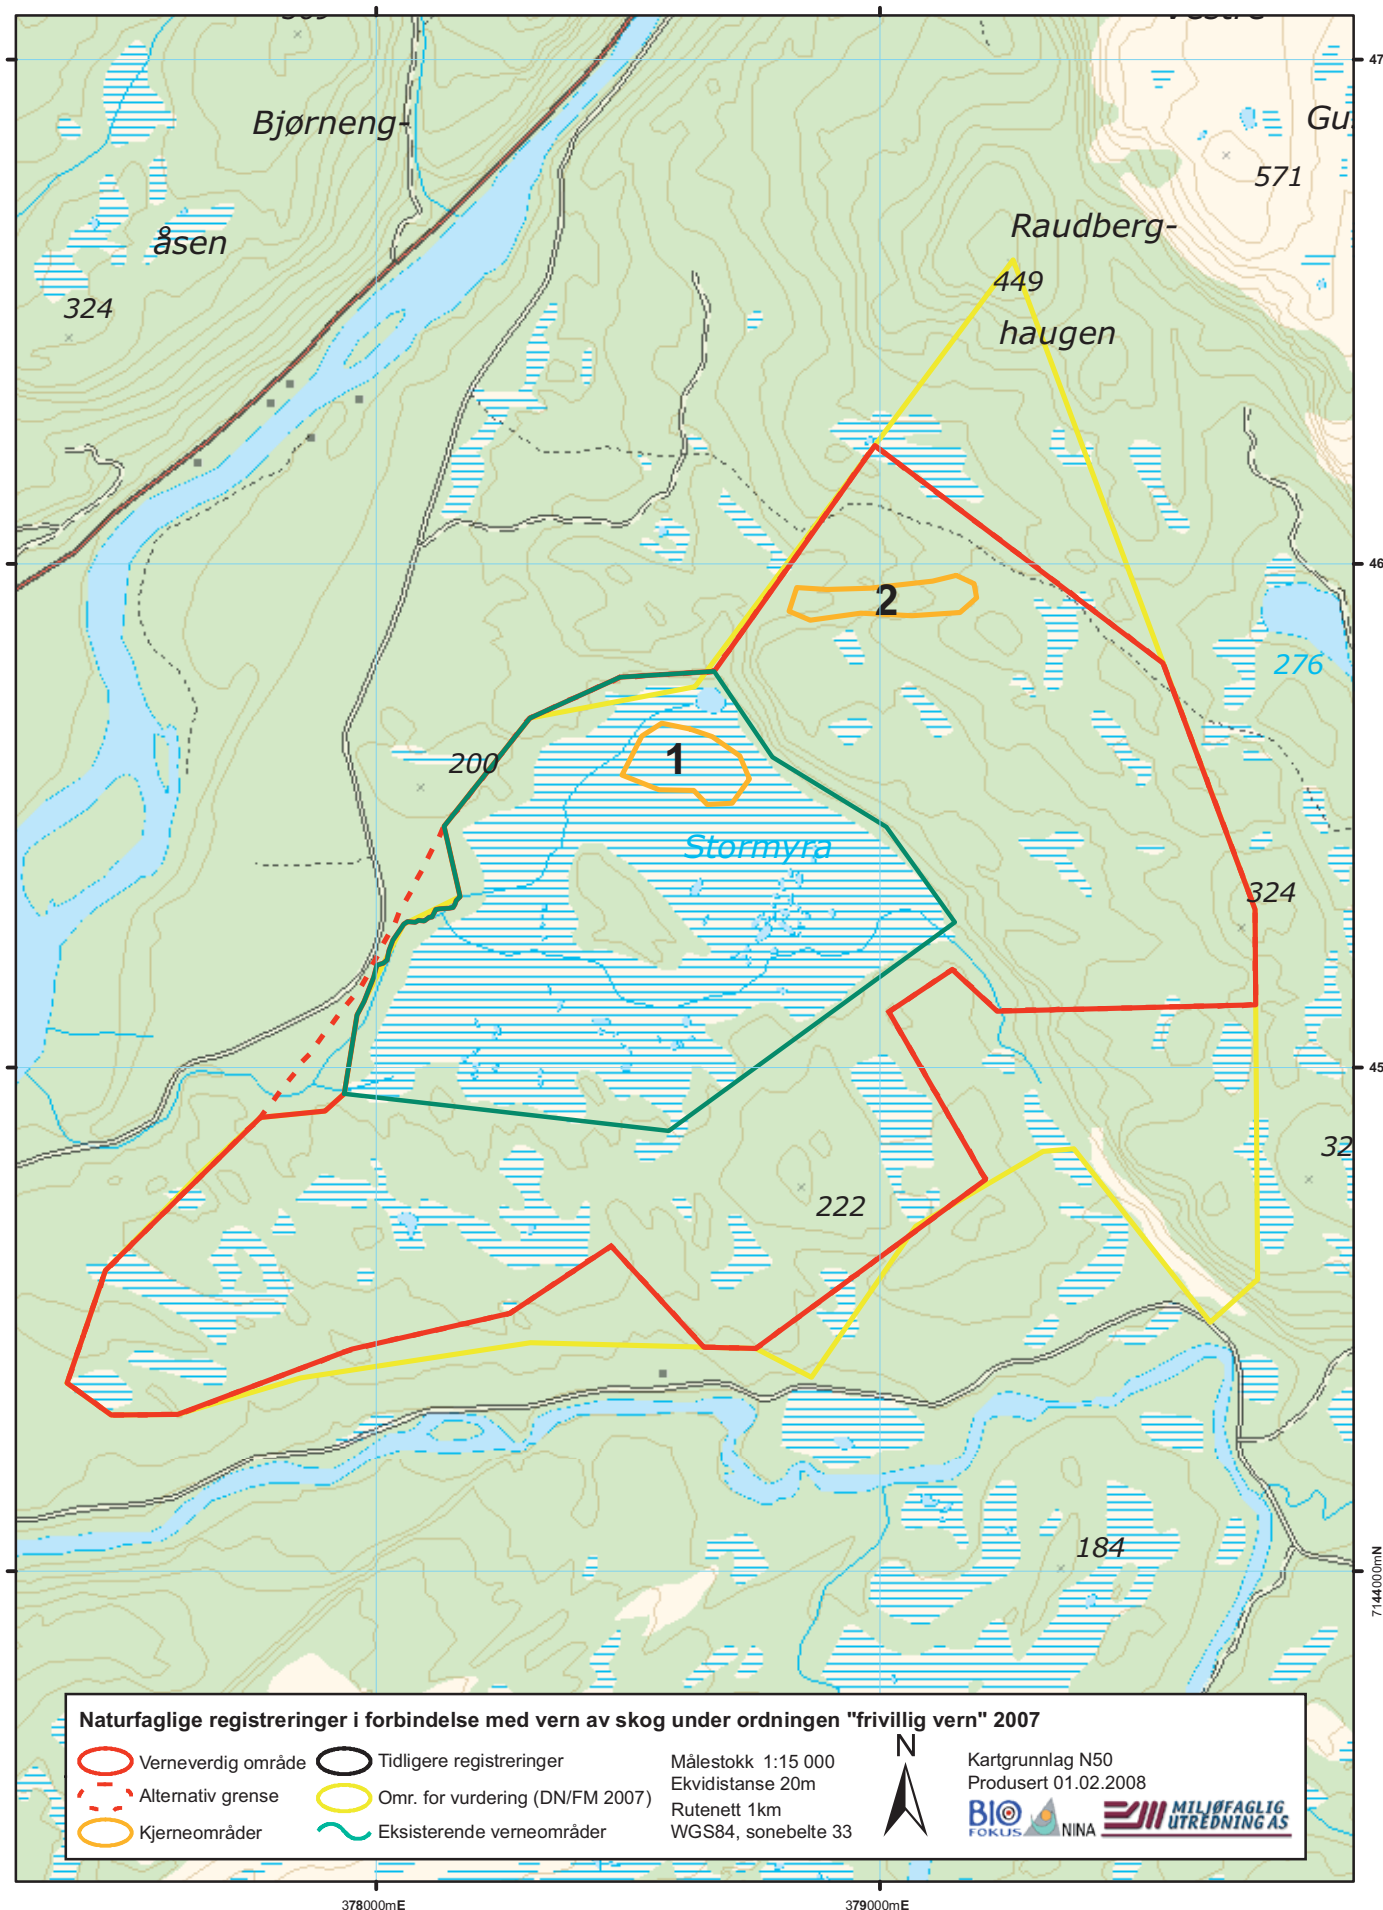 Bjørneng-
åsen
324
Gu
571
Raudberg-
449
haugen
2
276
1
200
Stormyra
324
32
222
184
47
46
45
7144000mN
Naturfaglige registreringer i forbindelse med vern av skog under ordningen "frivillig vern" 2007
Verneverdig område
Alternativ grense
Kjerneområder
Tidligere registreringer
Omr. for vurdering (DN/FM 2007)
Eksisterende verneområder
Målestokk 1:15 000
Ekvidistanse 20m
Rutenett 1km
WGS84, sonebelte 33
N
Kartgrunnlag N50
Produsert 01.02.2008
BIO
FOKUS
NINA
MILJØFAGLIG
UTREDNING AS
378000mE
379000mE